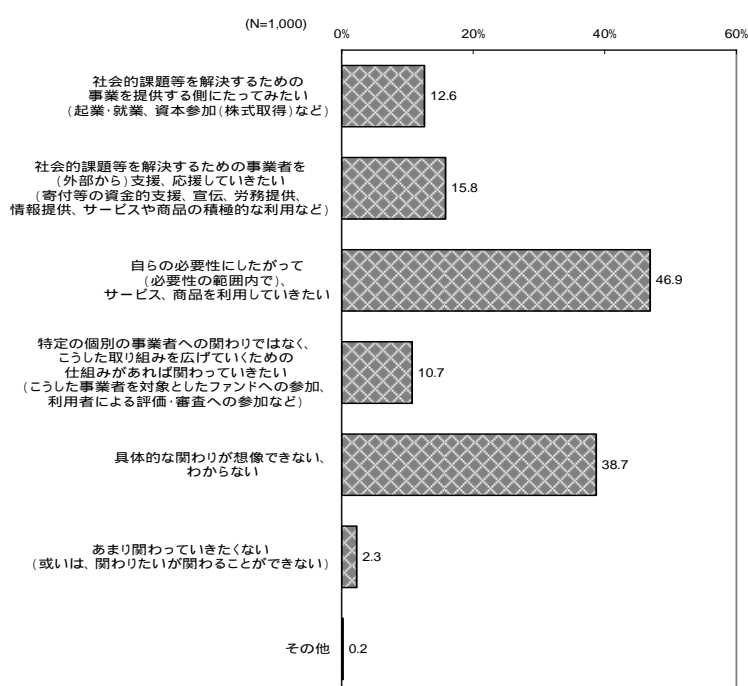 (N=1,000)
0% 20% 40% 60%
社会的課題等を解決するための
事業を提供する側にたってみたい
(起業・就業、資本参加(株式取得)など)
12.6
社会的課題等を解決するための事業者を
(外部から)支援、応援していきたい
(寄付等の資金的支援、宣伝、労務提供、
情報提供、サービスや商品の積極的な利用など)
15.8
自らの必要性にしたがって
(必要性の範囲内で)、
サービス、商品を利用していきたい
46.9
特定の個別の事業者への関わりではなく、
こうした取り組みを広げていくための
仕組みがあれば関わっていきたい
(こうした事業者を対象としたファンドへの参加、
利用者による評価・審査への参加など)
10.7
具体的な関わりが想像できない、
わからない
38.7
あまり関わっていきたくない
(或いは、関わりたいが関わることができない)
2.3
その他
0.2